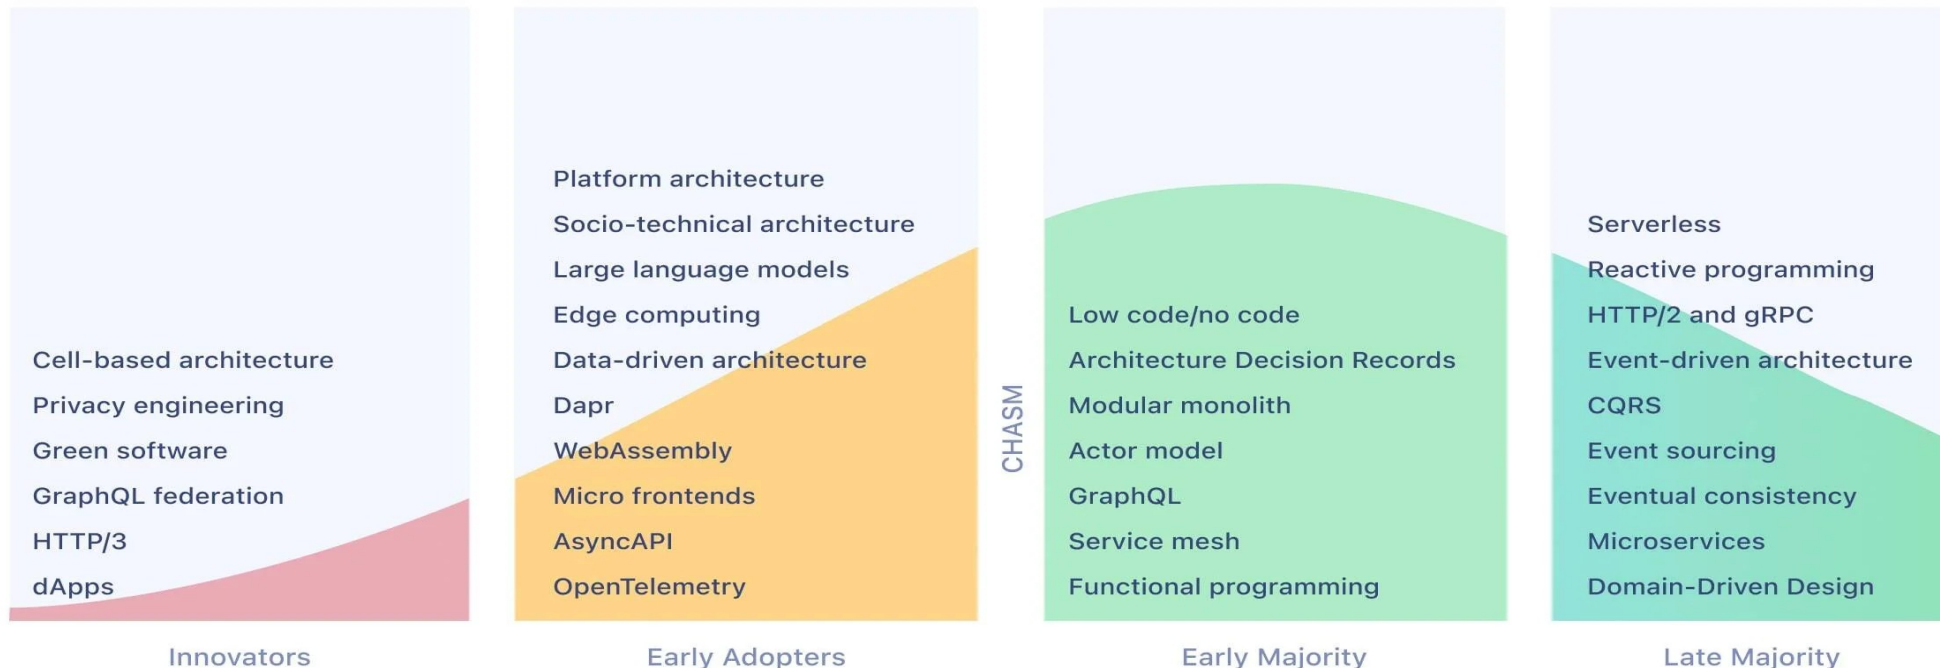 Cell-based architecture
Privacy engineering
Green software
GraphQL federation
HTTP/3
dApps
Innovators
Platform architecture
Socio-technical architecture
Large language models
Edge computing
Data-driven architecture
Dapr
WebAssembly
Micro frontends
AsyncAPI
OpenTelemetry
Early Adopters
CHASM
Low code/no code
Architecture Decision Records
Modular monolith
Actor model
GraphQL
Service mesh
Functional programming
Early Majority
Serverless
Reactive programming
HTTP/2 and gRPC
Event-driven architecture
CQRS
Event sourcing
Eventual consistency
Microservices
Domain-Driven Design
Late Majority